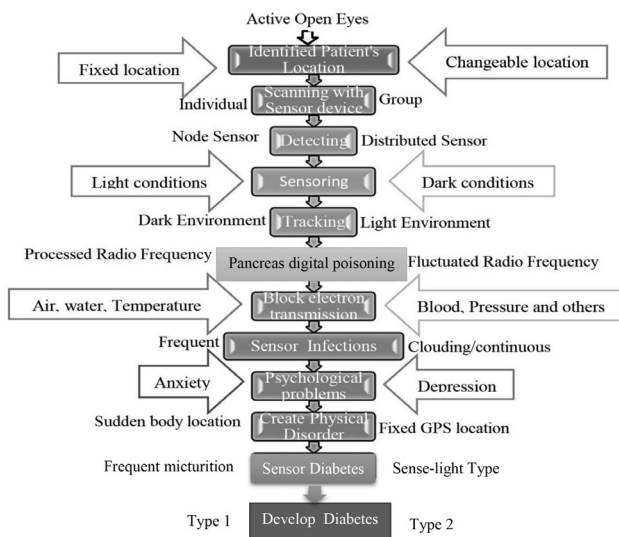 Active Open Eyes
Fixed location
Identified Patient's
Location
Changeable location
Individual
Scanning with
Sensor device
Group
Node Sensor
Detecting
Distributed Sensor
Light conditions
Sensoring
Dark conditions
Dark Environment
Tracking
Light Environment
Processed Radio Frequency
Pancreas digital poisoning
Fluctuated Radio Frequency
Air, water, Temperature
Block electron
transmission
Blood, Pressure and others
Frequent
Sensor Infections
Clouding/continuous
Anxiety
Psychological
problems
Depression
Sudden body location
Create Physical
Disorder
Fixed GPS location
Frequent micturition
Sensor Diabetes
Sense-light Type
Type 1
Develop Diabetes
Type 2